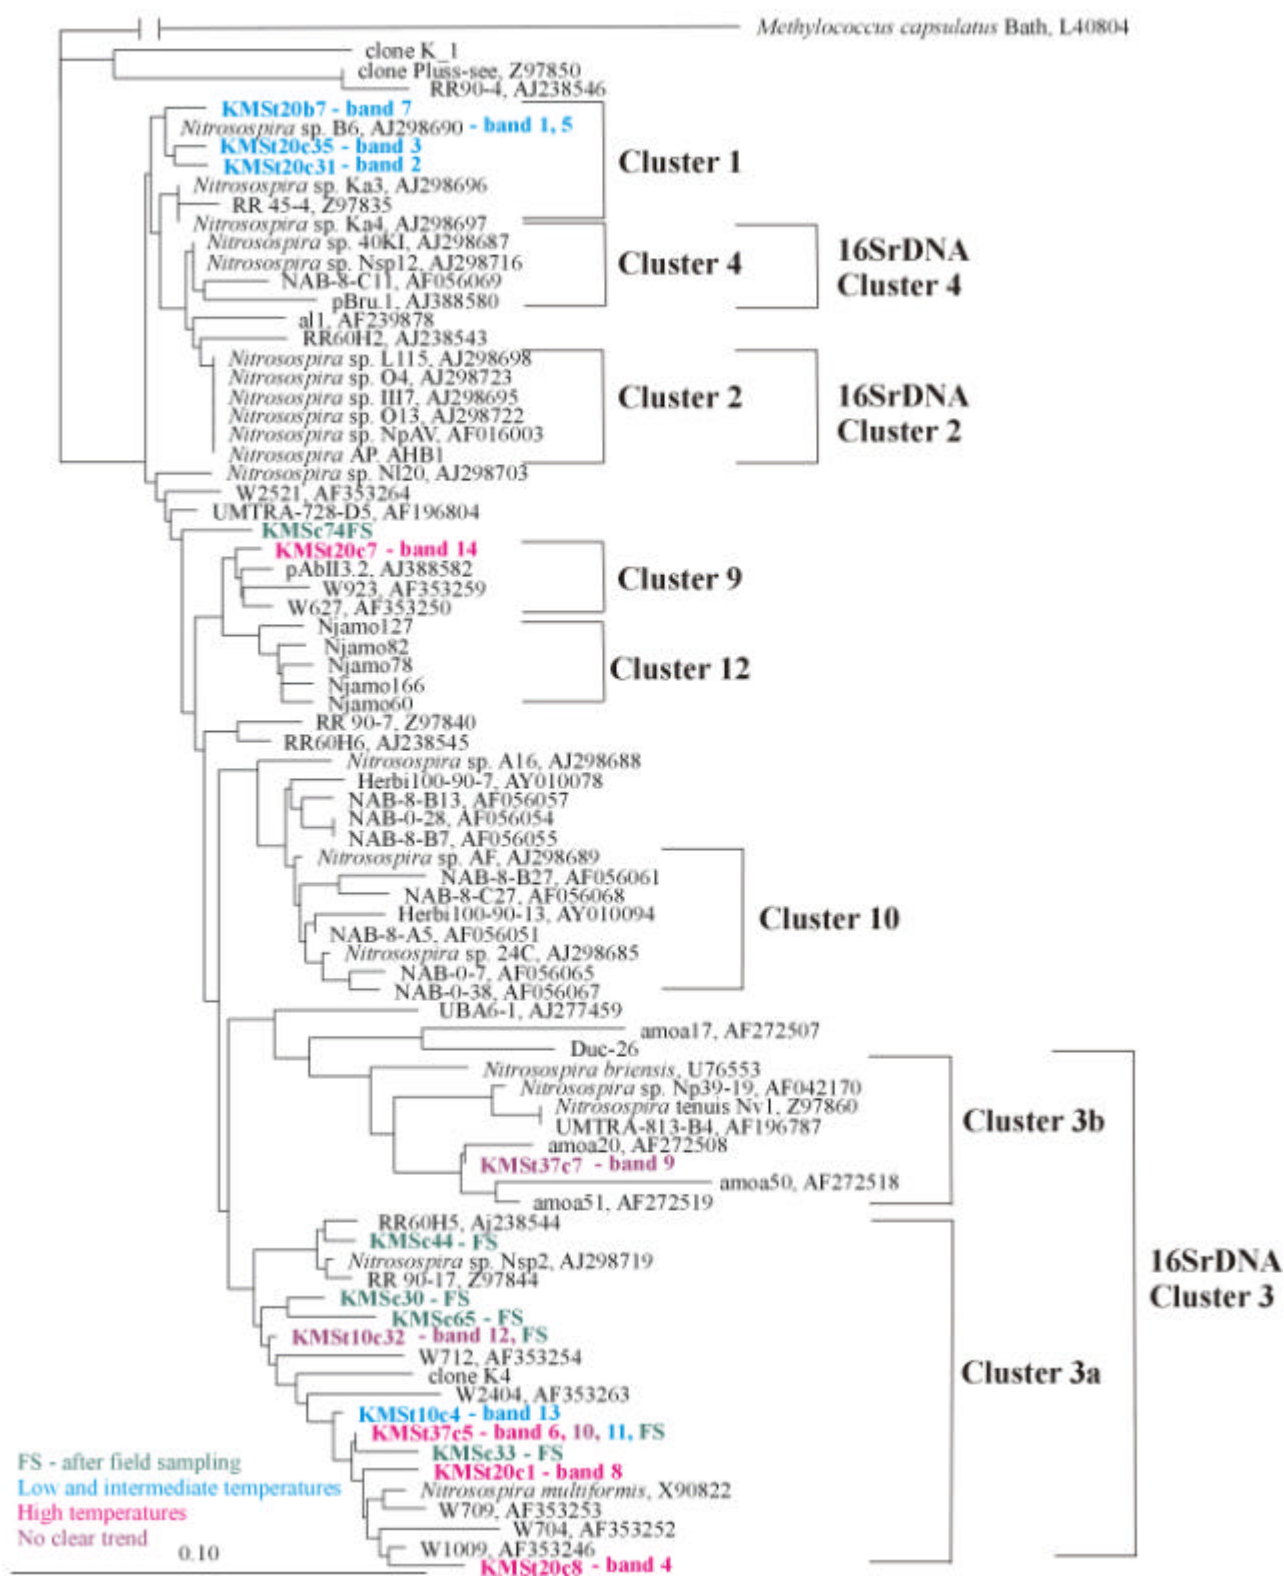 Methylococcus capsulatus Bath, L40804
clone K_1
clone Pluss-see, Z97850
RR90-4, AJ238546
KMSt20b7 - band 7
Nitrosospira sp. B6, AJ298690 - band 1, 5
KMSt20c35 - band 3
KMSt20c31 - band 2
Cluster 1
Nitrosospira sp. Ka3, AJ298696
RR 45-4, Z97835
Nitrosospira sp. Ka4, AJ298697
Nitrosospira sp. 40KI, AJ298687
Nitrosospira sp. Nsp12, AJ298716
NAB-8-C11, AF056069
pBru.1, AJ388580
Cluster 4
16SrDNA
Cluster 4
al1, AF239878
RR60H2, AJ238543
Nitrosospira sp. L115, AJ298698
Nitrosospira sp. O4, AJ298723
Nitrosospira sp. III7, AJ298695
Nitrosospira sp. O13, AJ298722
Nitrosospira sp. NpAV, AF016003
Nitrosospira AP, AHB1
Cluster 2
16SrDNA
Cluster 2
Nitrosospira sp. Nl20, AJ298703
W2521, AF353264
UMTRA-728-D5, AF196804
KMSc74FS
KMSt20c7 - band 14
pAbII3.2, AJ388582
W923, AF353259
W627, AF353250
Cluster 9
Njamo127
Njamo82
Njamo78
Njamo166
Njamo60
Cluster 12
RR 90-7, Z97840
RR60H6, AJ238545
Nitrosospira sp. A16, AJ298688
Herbi100-90-7, AY010078
NAB-8-B13, AF056057
NAB-0-28, AF056054
NAB-8-B7, AF056055
Nitrosospira sp. AF, AJ298689
NAB-8-B27, AF056061
NAB-8-C27, AF056068
Herbi100-90-13, AY010094
NAB-8-A5, AF056051
Nitrosospira sp. 24C, AJ298685
NAB-0-7, AF056065
NAB-0-38, AF056067
Cluster 10
UBA6-1, AJ277459
amoa17, AF272507
Duc-26
Nitrosospira briensis, U76553
Nitrosospira sp. Np39-19, AF042170
Nitrosospira tenuis Nv1, Z97860
UMTRA-813-B4, AF196787
amoa20, AF272508
KMSt37c7 - band 9
amoa50, AF272518
amoa51, AF272519
Cluster 3b
RR60H5, Aj238544
KMSc44 - FS
Nitrosospira sp. Nsp2, AJ298719
RR 90-17, Z97844
KMSc30 - FS
KMSc65 - FS
KMSt10c32 - band 12, FS
W712, AF353254
clone K4
W2404, AF353263
KMSt10c4 - band 13
KMSt37c5 - band 6, 10, 11, FS
KMSc33 - FS
KMSt20c1 - band 8
Nitrosospira multiformis, X90822
W709, AF353253
W704, AF353252
W1009, AF353246
KMSt20c8 - band 4
Cluster 3a
16SrDNA
Cluster 3
FS - after field sampling
Low and intermediate temperatures
High temperatures
No clear trend
0.10